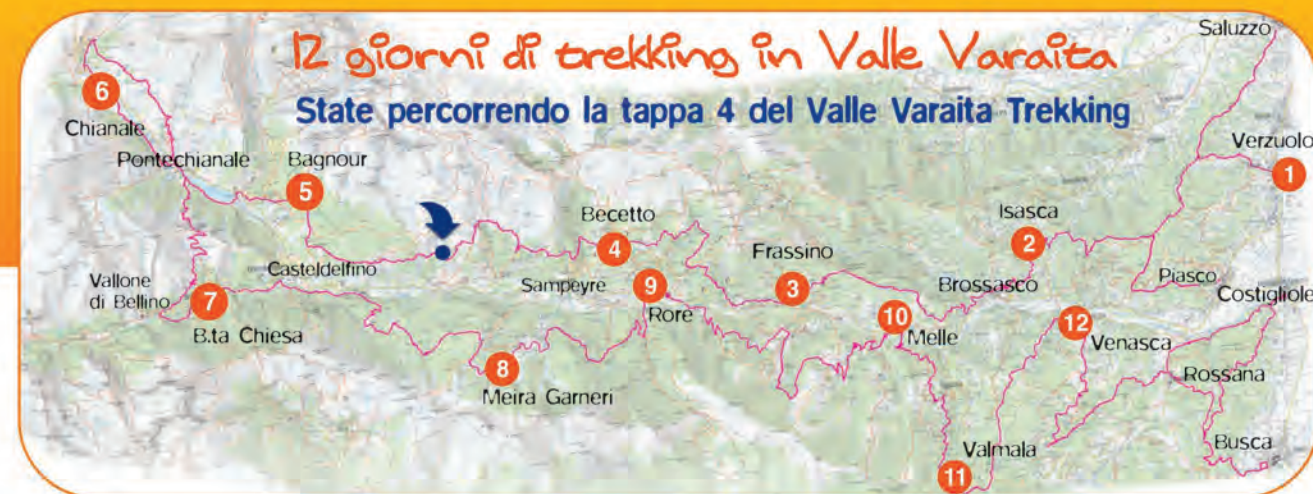 12 giorni di trekking in Valle Varaita
State percorrendo la tappa 4 del Valle Varaita Trekking
Saluzzo
6
Chianale
Verzuolo
1
Pontechianale
Bagnour
5
Becetto
4
Isasca
2
Frassino
3
Vallone
di Bellino
7
Casteldelfino
Sampeyre
9
Rore
Brossasco
Piasco
Costigliole
B.ta Chiesa
10
Melle
12
Venasca
8
Meira Garneri
Rossana
Valmala
11
Busca